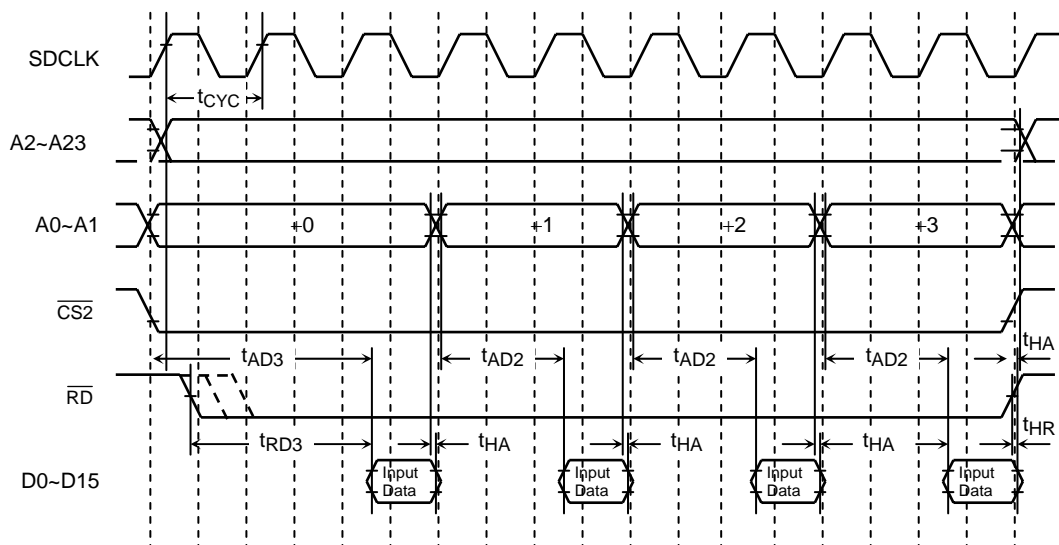 SDCLK
tCYC
A2~A23
A0~A1
+0
+1
+2
+3
CS2
tAD3
tAD2
tAD2
tAD2
tHA
RD
tRD3
tHA
tHA
tHA
tHR
D0~D15
Input Data
Input Data
Input Data
Input Data